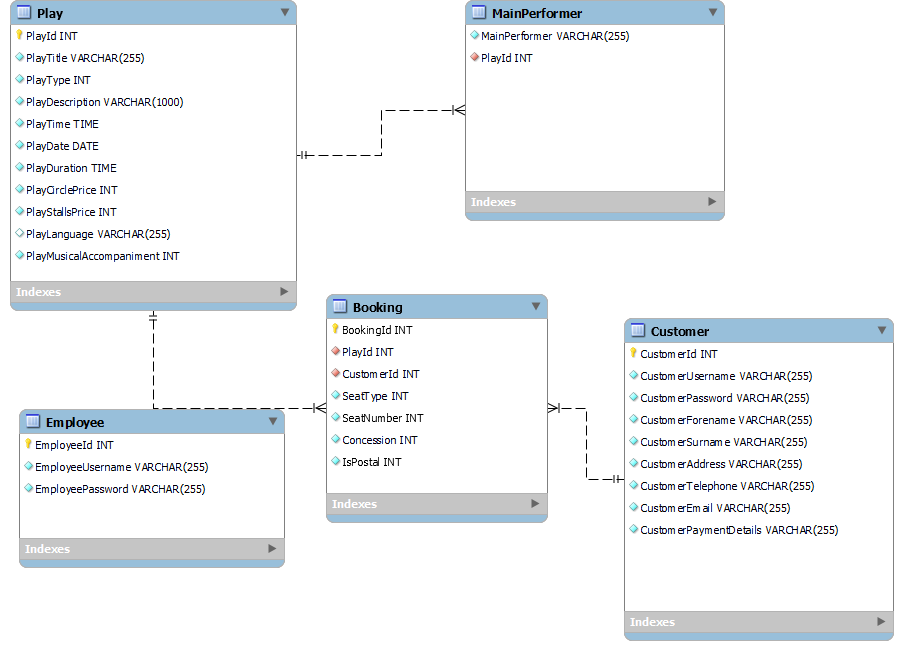 Play
PlayId INT
PlayTitle VARCHAR(255)
PlayType INT
PlayDescription VARCHAR(1000)
PlayTime TIME
PlayDate DATE
PlayDuration TIME
PlayCirclePrice INT
PlayStallsPrice INT
PlayLanguage VARCHAR(255)
PlayMusicalAccompaniment INT
Indexes
MainPerformer
MainPerformer VARCHAR(255)
PlayId INT
Indexes
Booking
BookingId INT
PlayId INT
CustomerId INT
SeatType INT
SeatNumber INT
Concession INT
IsPostal INT
Indexes
Customer
CustomerId INT
CustomerUsername VARCHAR(255)
CustomerPassword VARCHAR(255)
CustomerForename VARCHAR(255)
CustomerSurname VARCHAR(255)
CustomerAddress VARCHAR(255)
CustomerTelephone VARCHAR(255)
CustomerEmail VARCHAR(255)
CustomerPaymentDetails VARCHAR(255)
Indexes
Employee
EmployeeId INT
EmployeeUsername VARCHAR(255)
EmployeePassword VARCHAR(255)
Indexes